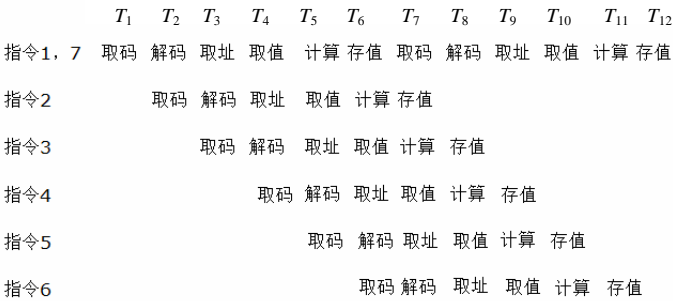 T1 T2 T3 T4 T5 T6 T7 T8 T9 T10 T11 T12
指令1，7 取码 解码 取址 取值 计算 存值 取码 解码 取址 取值 计算 存值
指令2 取码 解码 取址 取值 计算 存值
指令3 取码 解码 取址 取值 计算 存值
指令4 取码 解码 取址 取值 计算 存值
指令5 取码 解码 取址 取值 计算 存值
指令6 取码 解码 取址 取值 计算 存值